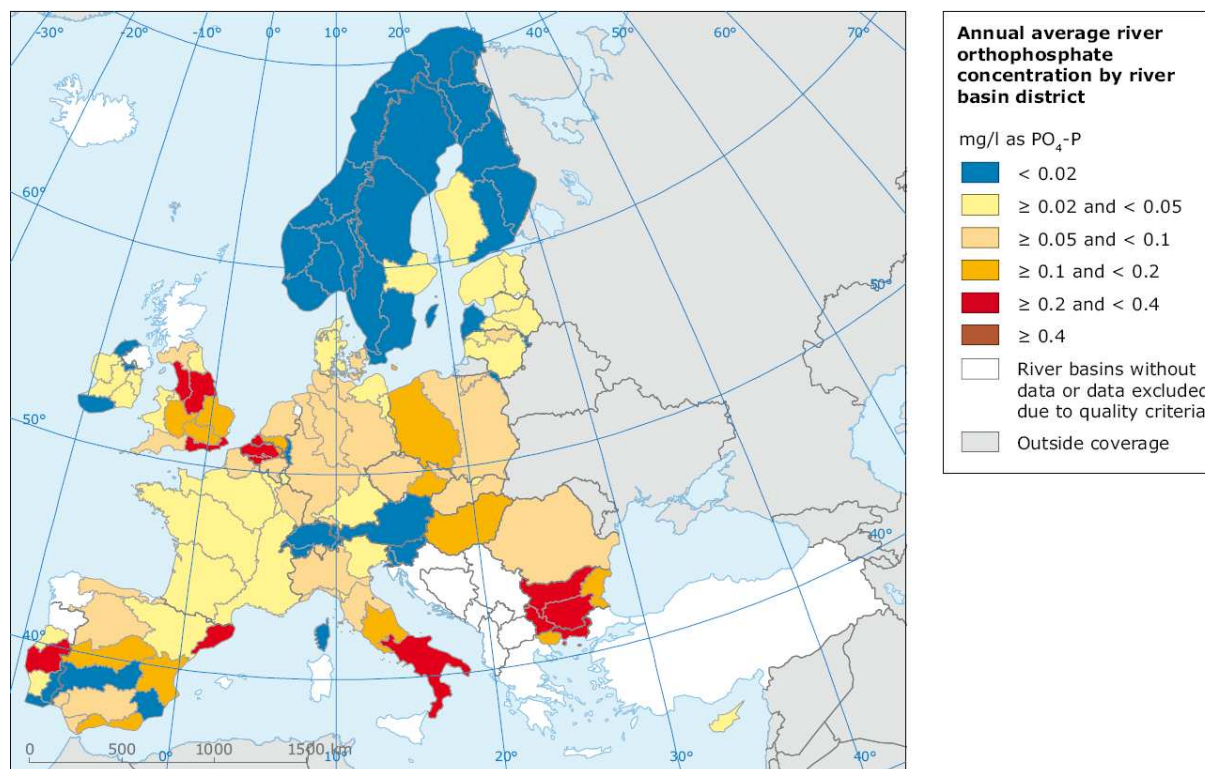 -30° -20° -10° 0° 10° 20° 30° 40° 50° 60° 70°
60°
50°
50°
40°
40°
0 500 1000 1500 km
0° 10° 20° 30° 40°
Annual average river
orthophosphate
concentration by river
basin district
mg/l as PO4-P
< 0.02
≥ 0.02 and < 0.05
≥ 0.05 and < 0.1
≥ 0.1 and < 0.2
≥ 0.2 and < 0.4
≥ 0.4
River basins without
data or data excluded
due to quality criteria
Outside coverage